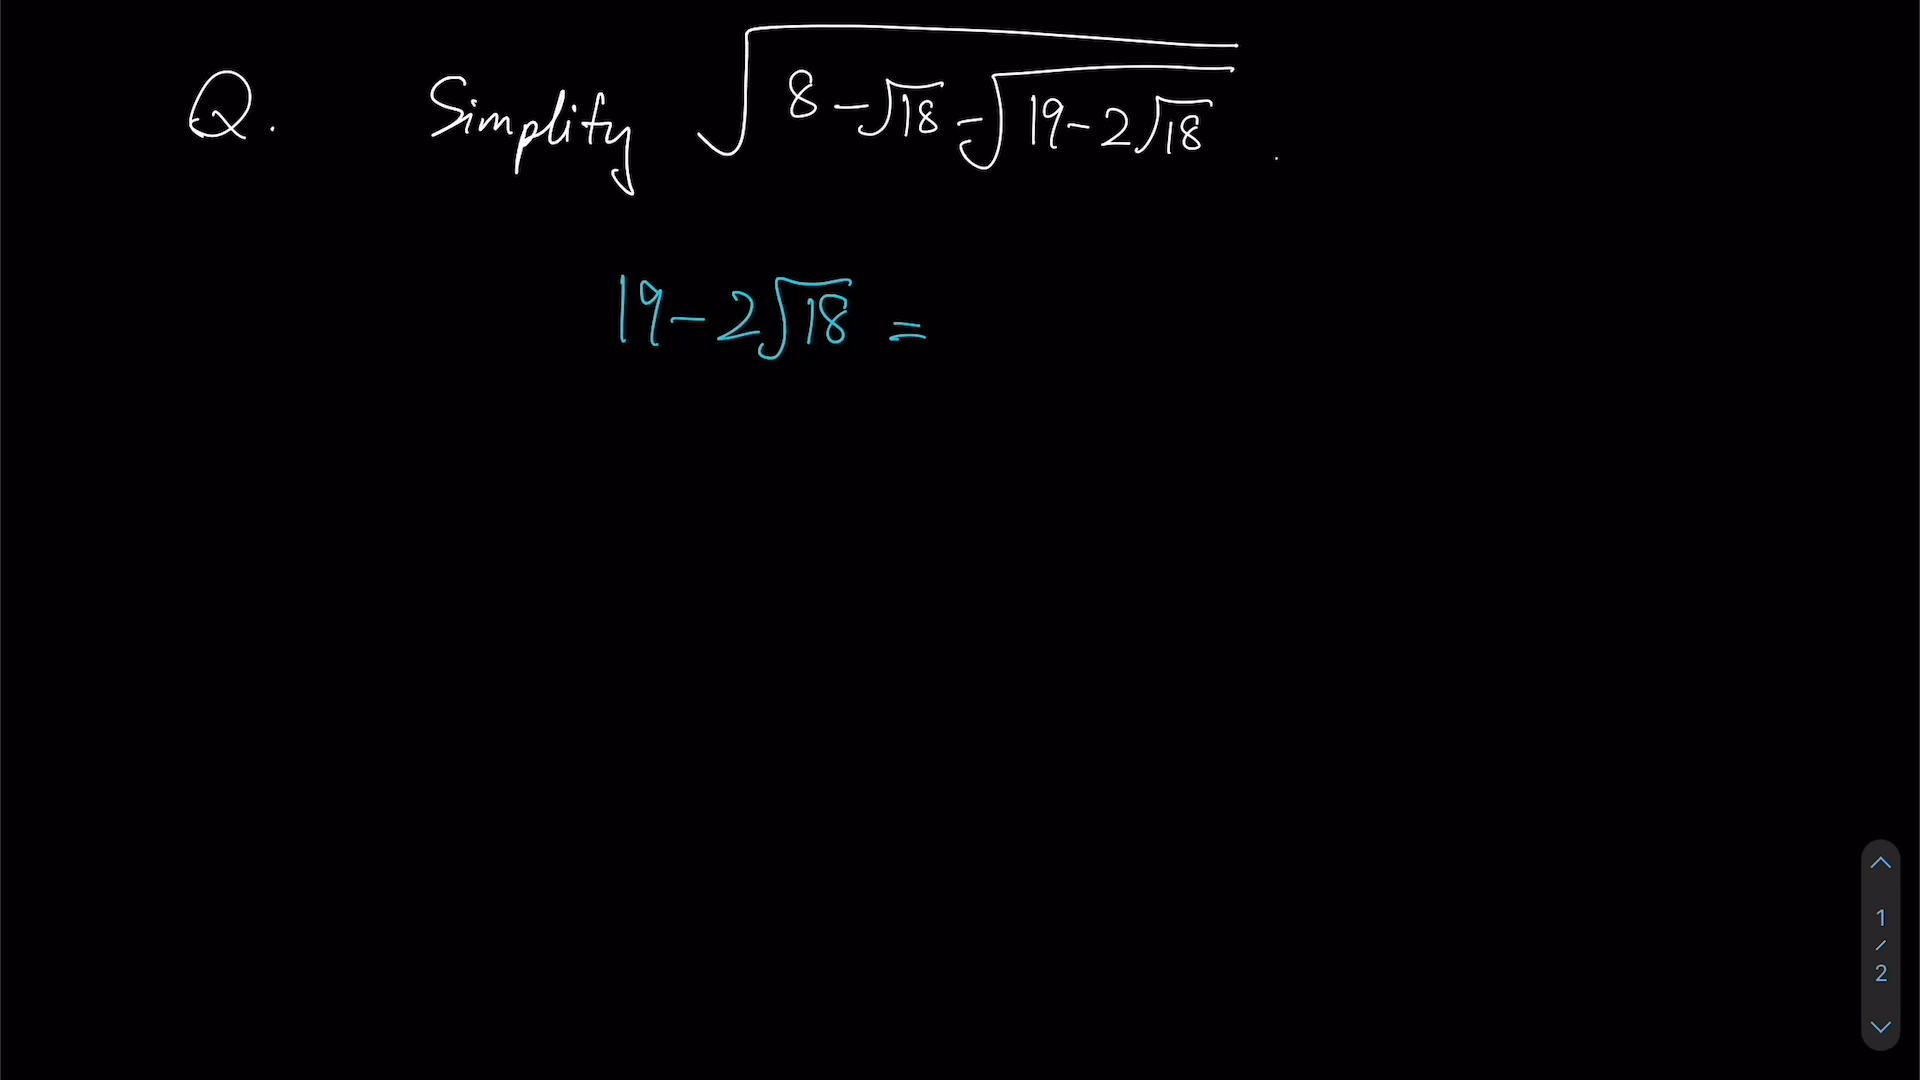 Q. Simplify √(8-√18-√(19-2√18)).
19-2√18 =
1
/
2